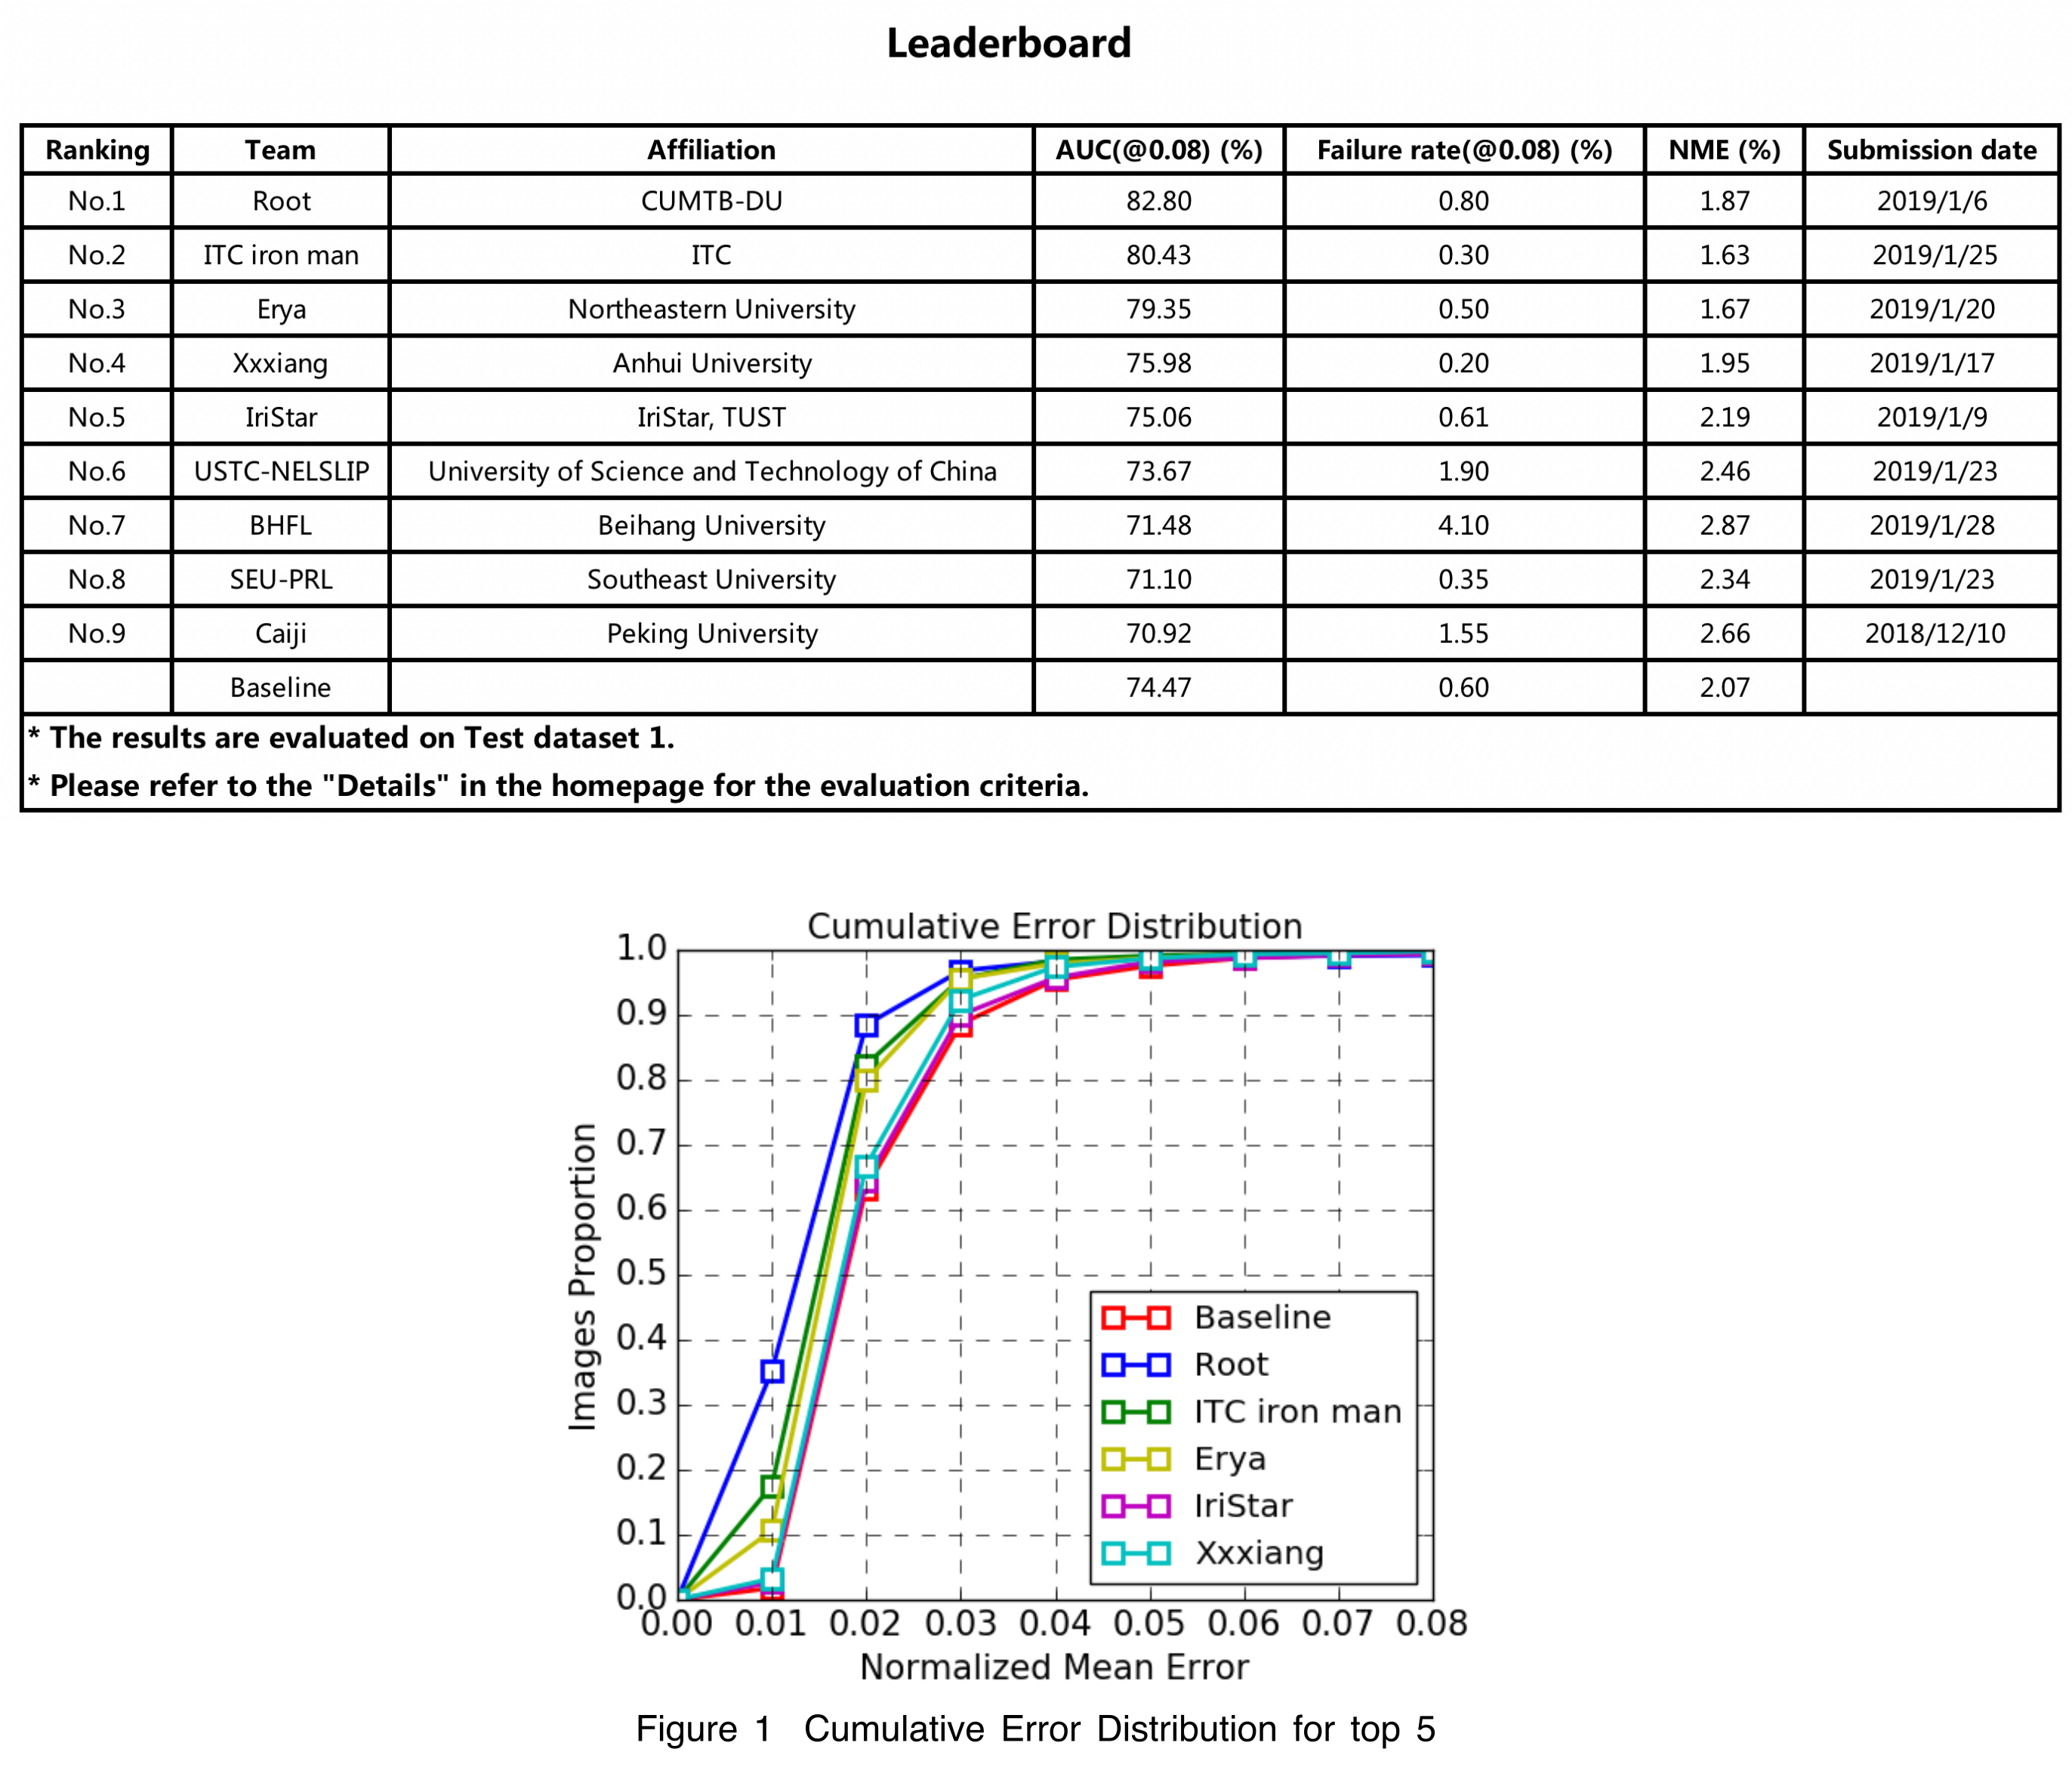 Leaderboard
Ranking Team Affiliation AUC(@0.08) (%) Failure rate(@0.08) (%) NME (%) Submission date
No.1 Root CUMTB-DU 82.80 0.80 1.87 2019/1/6
No.2 ITC iron man ITC 80.43 0.30 1.63 2019/1/25
No.3 Erya Northeastern University 79.35 0.50 1.67 2019/1/20
No.4 Xxxiang Anhui University 75.98 0.20 1.95 2019/1/17
No.5 IriStar IriStar, TUST 75.06 0.61 2.19 2019/1/9
No.6 USTC-NELSLIP University of Science and Technology of China 73.67 1.90 2.46 2019/1/23
No.7 BHFL Beihang University 71.48 4.10 2.87 2019/1/28
No.8 SEU-PRL Southeast University 71.10 0.35 2.34 2019/1/23
No.9 Caiji Peking University 70.92 1.55 2.66 2018/12/10
Baseline 74.47 0.60 2.07
* The results are evaluated on Test dataset 1.
* Please refer to the "Details" in the homepage for the evaluation criteria.
Cumulative Error Distribution
1.0
0.9
0.8
0.7
0.6
0.5
0.4
0.3
0.2
0.1
0.0
Images Proportion
Baseline
Root
ITC iron man
Erya
IriStar
Xxxiang
0.00 0.01 0.02 0.03 0.04 0.05 0.06 0.07 0.08
Normalized Mean Error
Figure 1 Cumulative Error Distribution for top 5